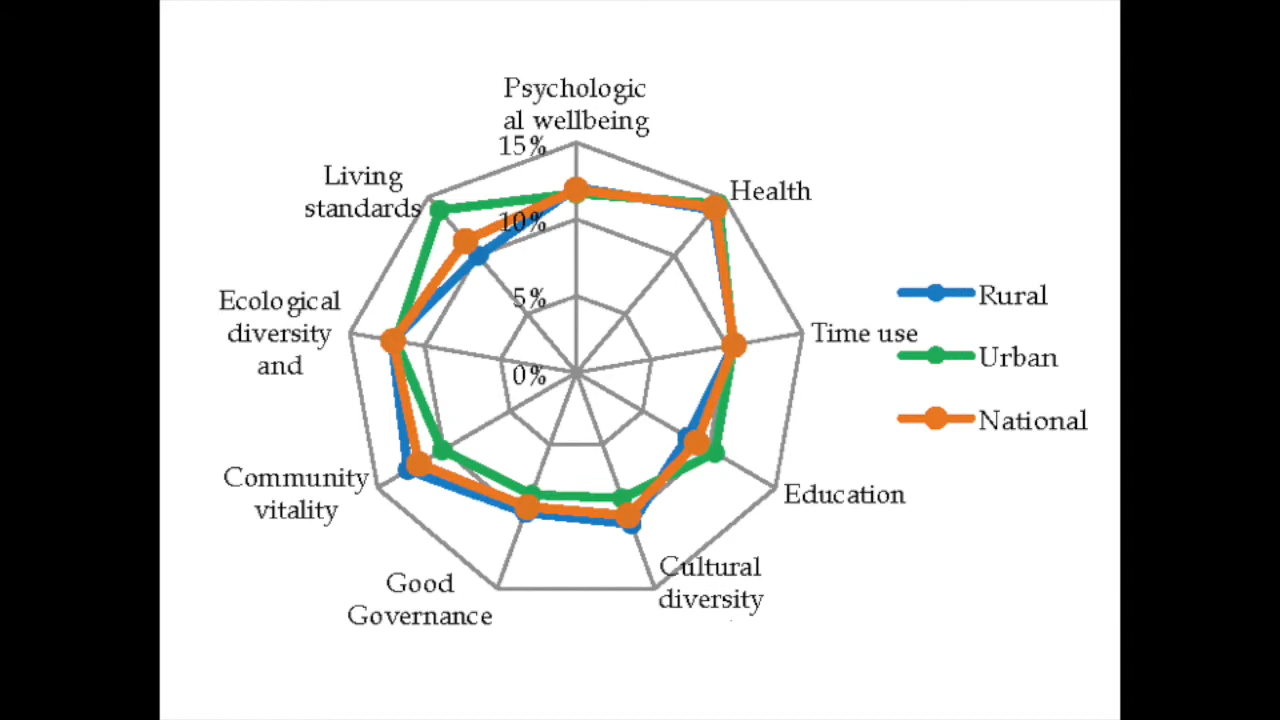 Psychologic
al wellbeing
15%
Living
standards
Health
10%
Ecological
diversity
and
5%
Rural
Time use
Urban
0%
National
Community
vitality
Education
Cultural
diversity
Good
Governance